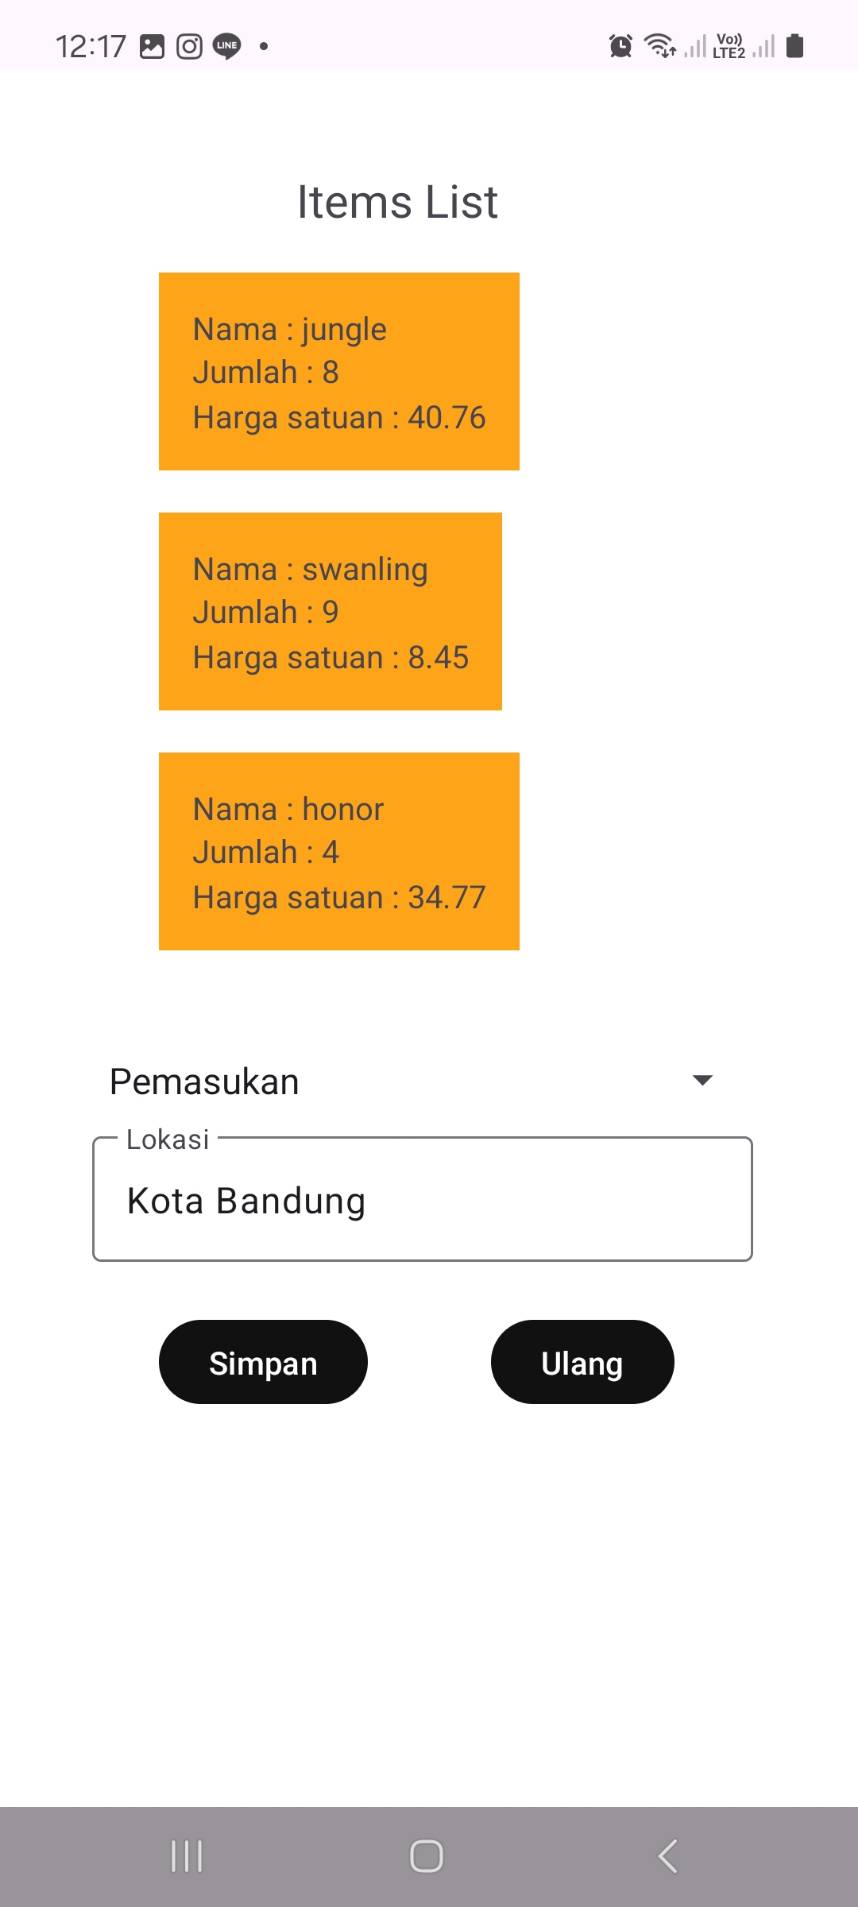 12:17
LINE
Vo))
LTE2
Items List
Nama : jungle
Jumlah : 8
Harga satuan : 40.76
Nama : swanling
Jumlah : 9
Harga satuan : 8.45
Nama : honor
Jumlah : 4
Harga satuan : 34.77
Pemasukan
Lokasi
Kota Bandung
Simpan
Ulang